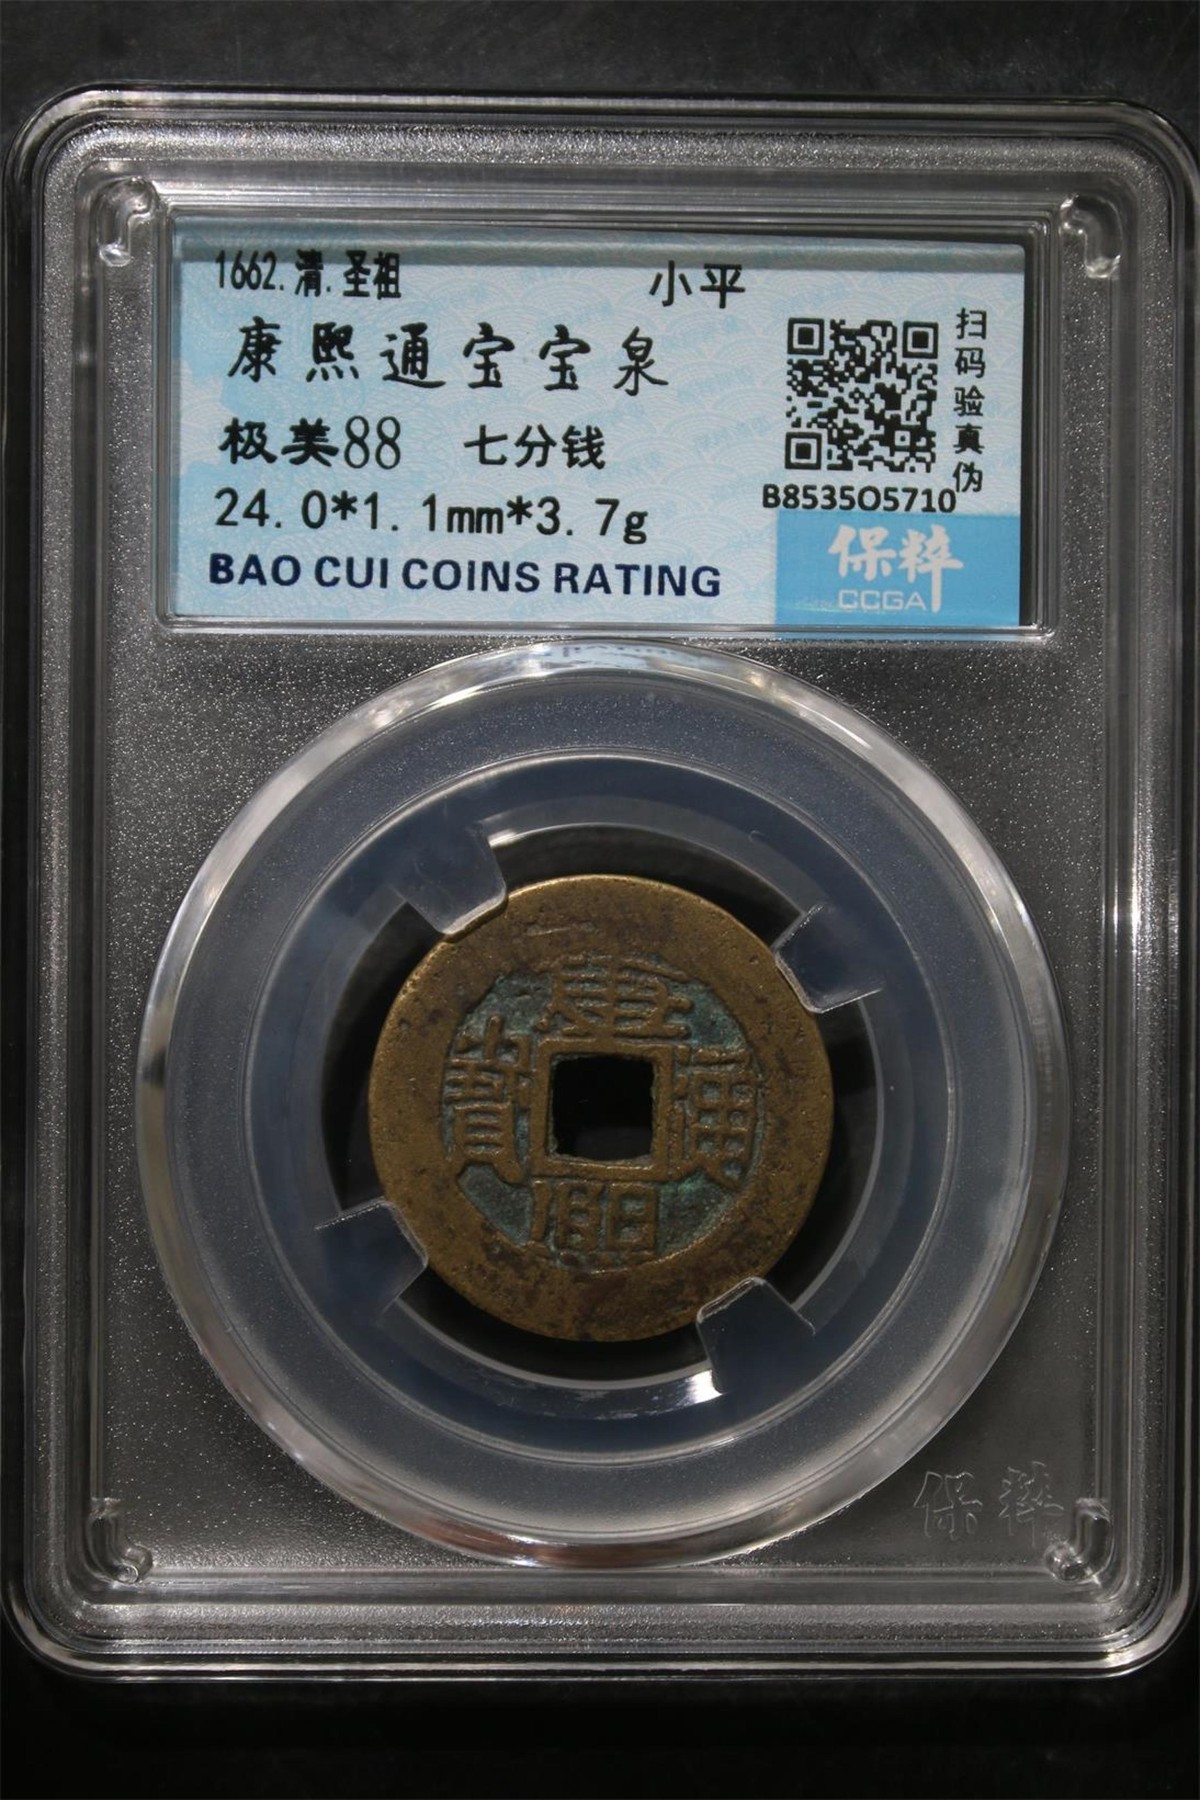 1662.清.圣祖
小平
康熙通宝宝泉
极美88 七分钱
24.0*1.1mm*3.7g
BAO CUI COINS RATING
扫码验真伪
B8535O5710
保粹
CCGA
康熙通寳
保粹